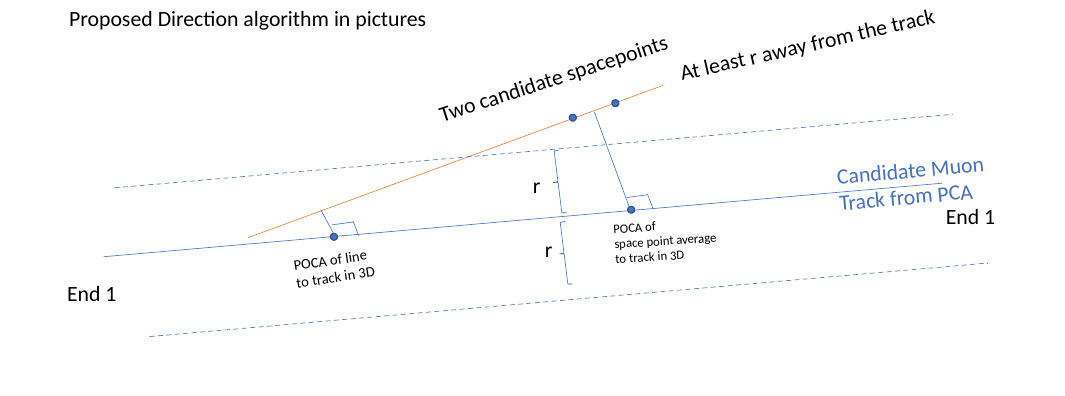 Proposed Direction algorithm in pictures
Two candidate spacepoints
At least r away from the track
r
Candidate Muon
Track from PCA
End 1
POCA of
space point average
to track in 3D
r
POCA of line
to track in 3D
End 1